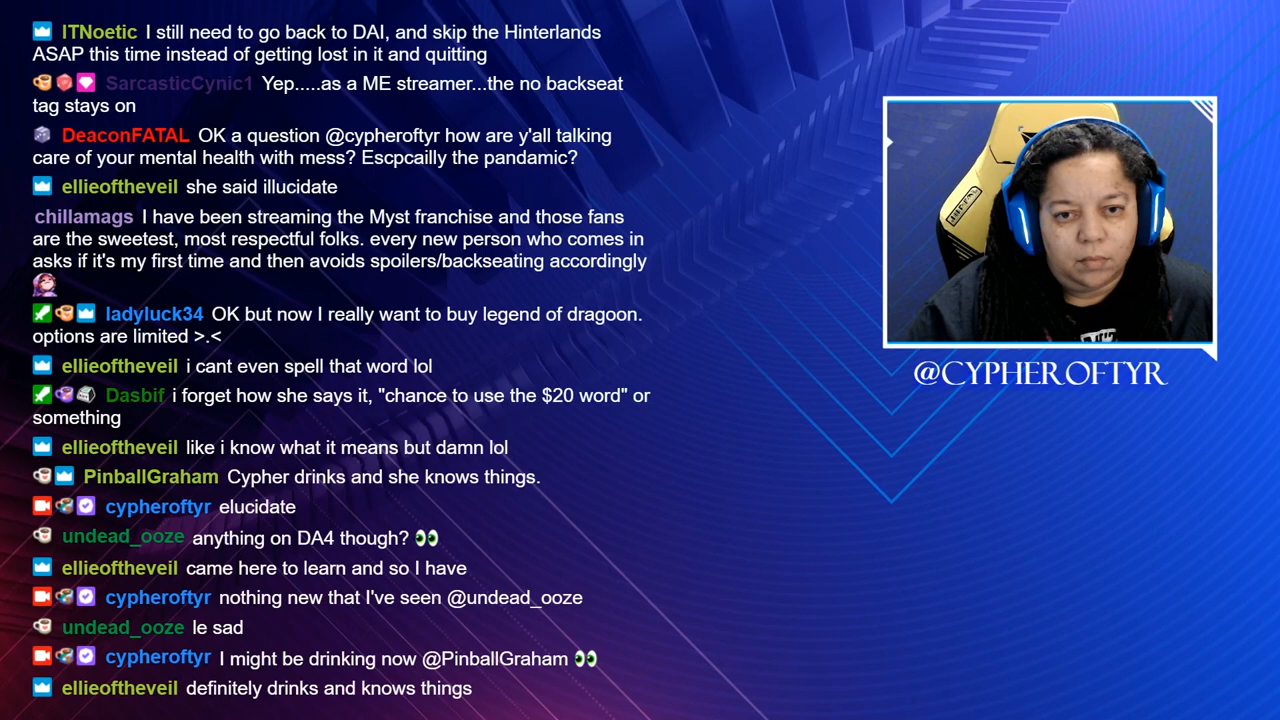 ITNoetic I still need to go back to DAI, and skip the Hinterlands
ASAP this time instead of getting lost in it and quitting
SarcasticCynic1 Yep.....as a ME streamer...the no backseat
tag stays on
DeaconFATAL OK a question @cypheroftyr how are y'all talking
care of your mental health with mess? Escpcailly the pandamic?
ellieoftheveil she said illucidate
chillamags I have been streaming the Myst franchise and those fans
are the sweetest, most respectful folks. every new person who comes in
asks if it's my first time and then avoids spoilers/backseating accordingly
ladyluck34 OK but now I really want to buy legend of dragoon.
options are limited >.<
ellieoftheveil i cant even spell that word lol
Dasbif i forget how she says it, "chance to use the $20 word" or
something
ellieoftheveil like i know what it means but damn lol
PinballGraham Cypher drinks and she knows things.
cypheroftyr elucidate
undead_ooze anything on DA4 though? 👀
ellieoftheveil came here to learn and so I have
cypheroftyr nothing new that I've seen @undead_ooze
undead_ooze le sad
cypheroftyr I might be drinking now @PinballGraham 👀
ellieoftheveil definitely drinks and knows things
@CYPHEROFTYR